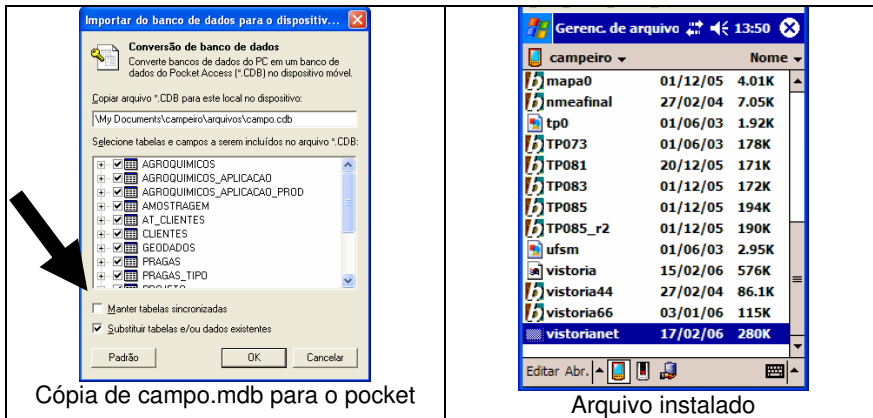 Importar do banco de dados para o dispositiv...
Conversão de banco de dados
Converte bancos de dados do PC em um banco de
dados do Pocket Access (*.CDB) no dispositivo móvel.
Copiar arquivo *.CDB para este local no dispositivo:
\My Documents\campeiro\arquivos\campo.cdb
Selecione tabelas e campos a serem incluídos no arquivo *.CDB:
AGROQUIMICOS
AGROQUIMICOS_APLICACAO
AGROQUIMICOS_APLICACAO_PROD
AMOSTRAGEM
AT_CLIENTES
CLIENTES
GEODADOS
PRAGAS
PRAGAS_TIPO
PROJETO
Manter tabelas sincronizadas
Substituir tabelas e/ou dados existentes
Padrão OK Cancelar
Cópia de campo.mdb para o pocket
Gerenc. de arquivo 13:50
campeiro Nome
mapa0 01/12/05 4.01K
nmeafinal 27/02/04 7.05K
tp0 01/06/03 1.92K
TP073 01/06/03 178K
TP081 20/12/05 171K
TP083 01/12/05 172K
TP085 01/12/05 194K
TP085_r2 01/12/05 190K
ufsm 01/06/03 2.95K
vistoria 15/02/06 576K
vistoria44 27/02/04 86.1K
vistoria66 03/01/06 115K
vistorianet 17/02/06 280K
Editar Abr.
Arquivo instalado